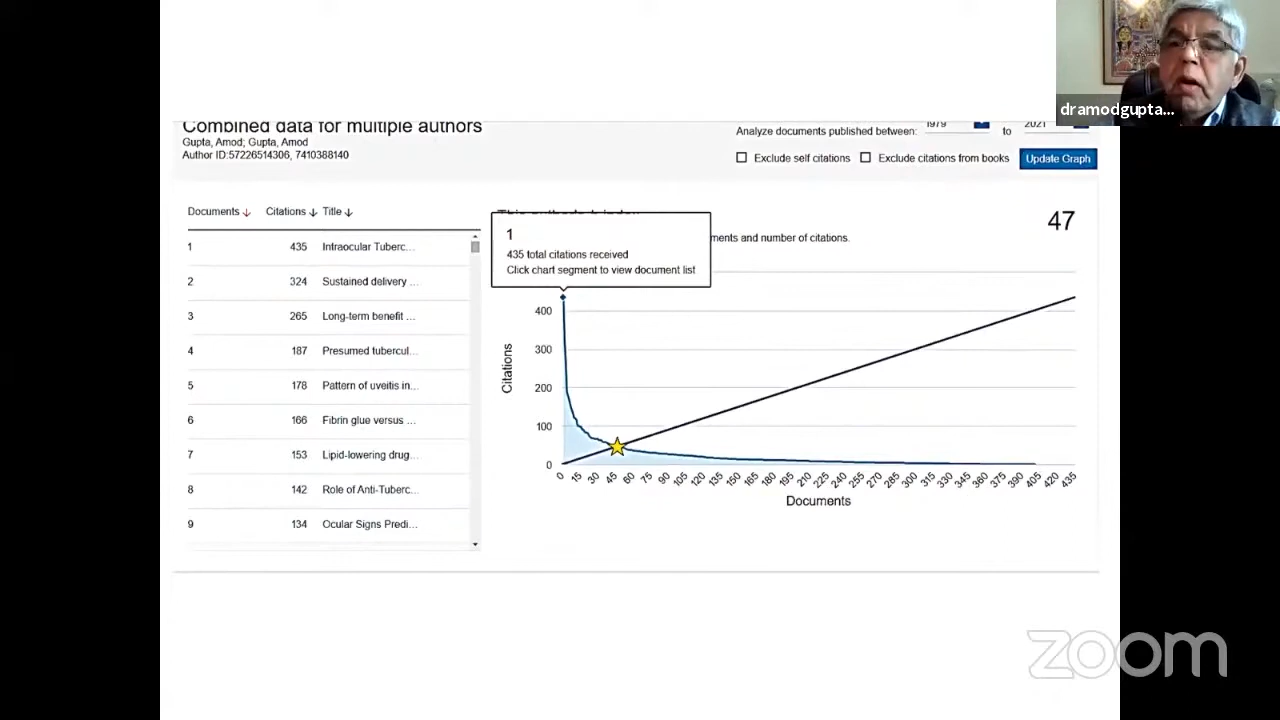 dramodgupta...
Combined data for multiple authors
Gupta, Amod; Gupta, Amod
Author ID:57226514306, 7410388140
Analyze documents published between: 1979 to 2021
Exclude self citations Exclude citations from books Update Graph
Documents Citations Title
1 435 Intraocular Tuberc...
2 324 Sustained delivery ...
3 265 Long-term benefit ...
4 187 Presumed tubercul...
5 178 Pattern of uveitis in...
6 166 Fibrin glue versus ...
7 153 Lipid-lowering drug...
8 142 Role of Anti-Tuberc...
9 134 Ocular Signs Predi...
47
and number of citations.
1
435 total citations received
Click chart segment to view document list
400
300
200
100
0
Citations
0 15 30 45 60 75 90 105 120 135 150 165 180 195 210 225 240 255 270 285 300 315 330 345 360 375 390 405 420 435
Documents
zoom